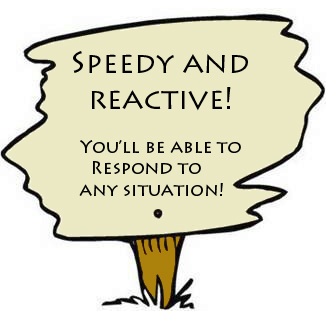 Speedy and
reactive!
You'll be able to
Respond to
any situation!